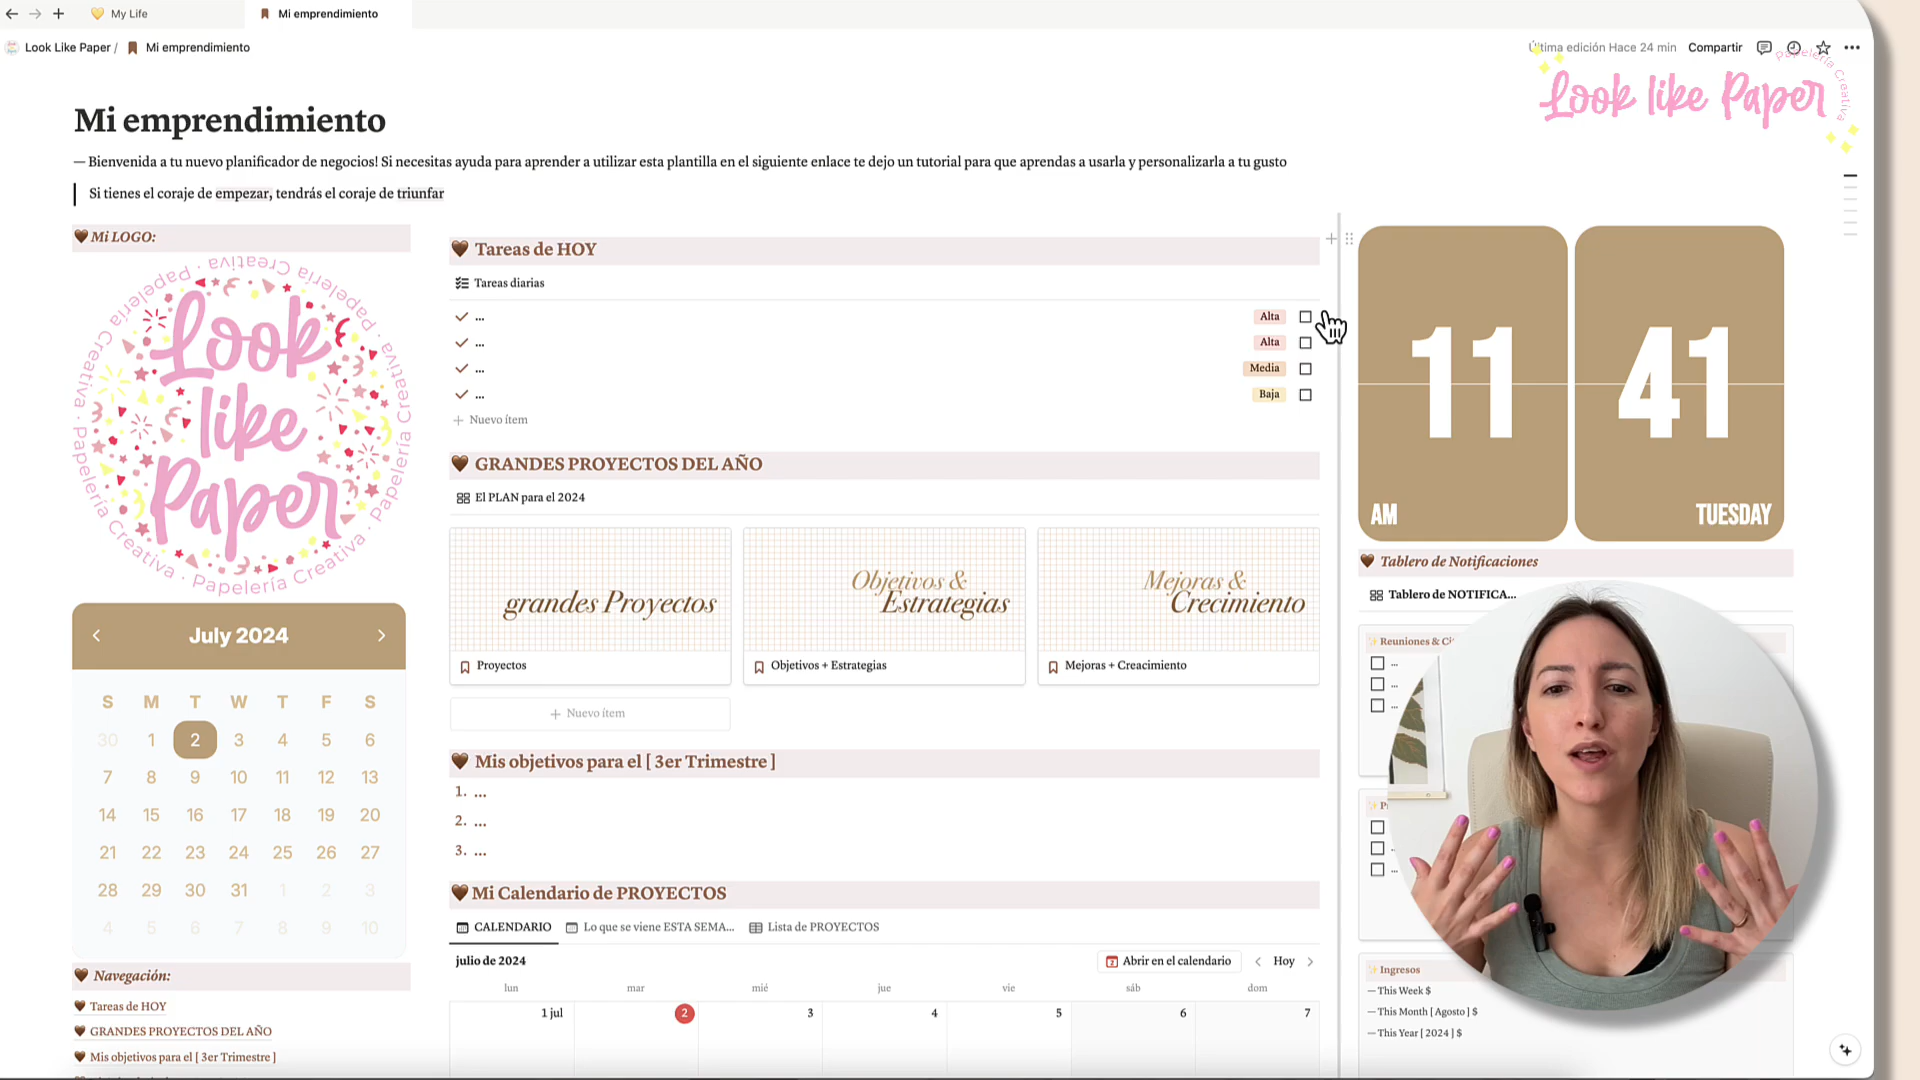 My Life
Mi emprendimiento
Look Like Paper / Mi emprendimiento
Última edición Hace 24 min
Compartir
Papelería Creativa
Look like Paper
Mi emprendimiento
— Bienvenida a tu nuevo planificador de negocios! Si necesitas ayuda para aprender a utilizar esta plantilla en el siguiente enlace te dejo un tutorial para que aprendas a usarla y personalizarla a tu gusto
Si tienes el coraje de empezar, tendrás el coraje de triunfar
Mi LOGO:
Papelería Creativa · Papelería Creativa · Papelería Creativa · Papelería Creativa ·
Look
like
Paper
July 2024
S M T W T F S
30 1 2 3 4 5 6
7 8 9 10 11 12 13
14 15 16 17 18 19 20
21 22 23 24 25 26 27
28 29 30 31 1 2 3
4 5 6 7 8 9 10
Navegación:
Tareas de HOY
GRANDES PROYECTOS DEL AÑO
Mis objetivos para el [ 3er Trimestre ]
Tareas de HOY
Tareas diarias
... Alta
... Alta
... Media
... Baja
+ Nuevo ítem
GRANDES PROYECTOS DEL AÑO
El PLAN para el 2024
grandes Proyectos
Proyectos
Objetivos &
Estrategias
Objetivos + Estrategias
Mejoras &
Crecimiento
Mejoras + Creacimiento
+ Nuevo ítem
Mis objetivos para el [ 3er Trimestre ]
1. ...
2. ...
3. ...
Mi Calendario de PROYECTOS
CALENDARIO
Lo que se viene ESTA SEMA...
Lista de PROYECTOS
julio de 2024
Abrir en el calendario
Hoy
lun mar mié jue vie sáb dom
1 jul 2 3 4 5 6 7
11 41
AM TUESDAY
Tablero de Notificaciones
Tablero de NOTIFICA...
Reuniones &
...
...
...
Ingresos
— This Week $
— This Month [ Agosto ] $
— This Year [ 2024 ] $